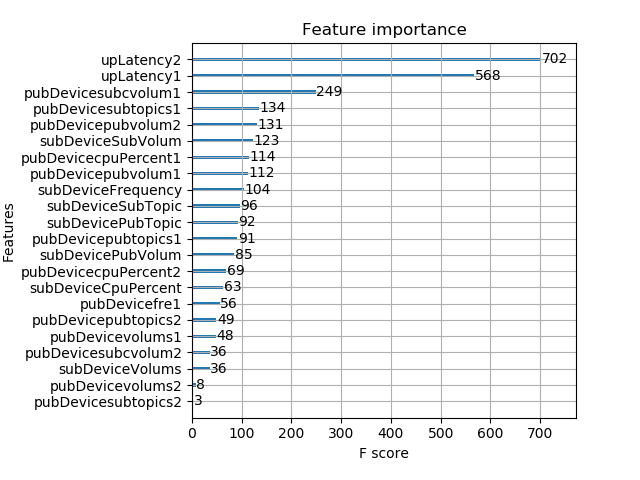 Feature importance
upLatency2 702
upLatency1 568
pubDevicesubcvolum1 249
pubDevicesubtopics1 134
pubDevicepubvolum2 131
subDeviceSubVolum 123
pubDevicecpuPercent1 114
pubDevicepubvolum1 112
subDeviceFrequency 104
subDeviceSubTopic 96
subDevicePubTopic 92
pubDevicepubtopics1 91
subDevicePubVolum 85
pubDevicecpuPercent2 69
subDeviceCpuPercent 63
pubDevicefre1 56
pubDevicepubtopics2 49
pubDevicevolums1 48
pubDevicesubcvolum2 36
subDeviceVolums 36
pubDevicevolums2 8
pubDevicesubtopics2 3
Features
0 100 200 300 400 500 600 700
F score